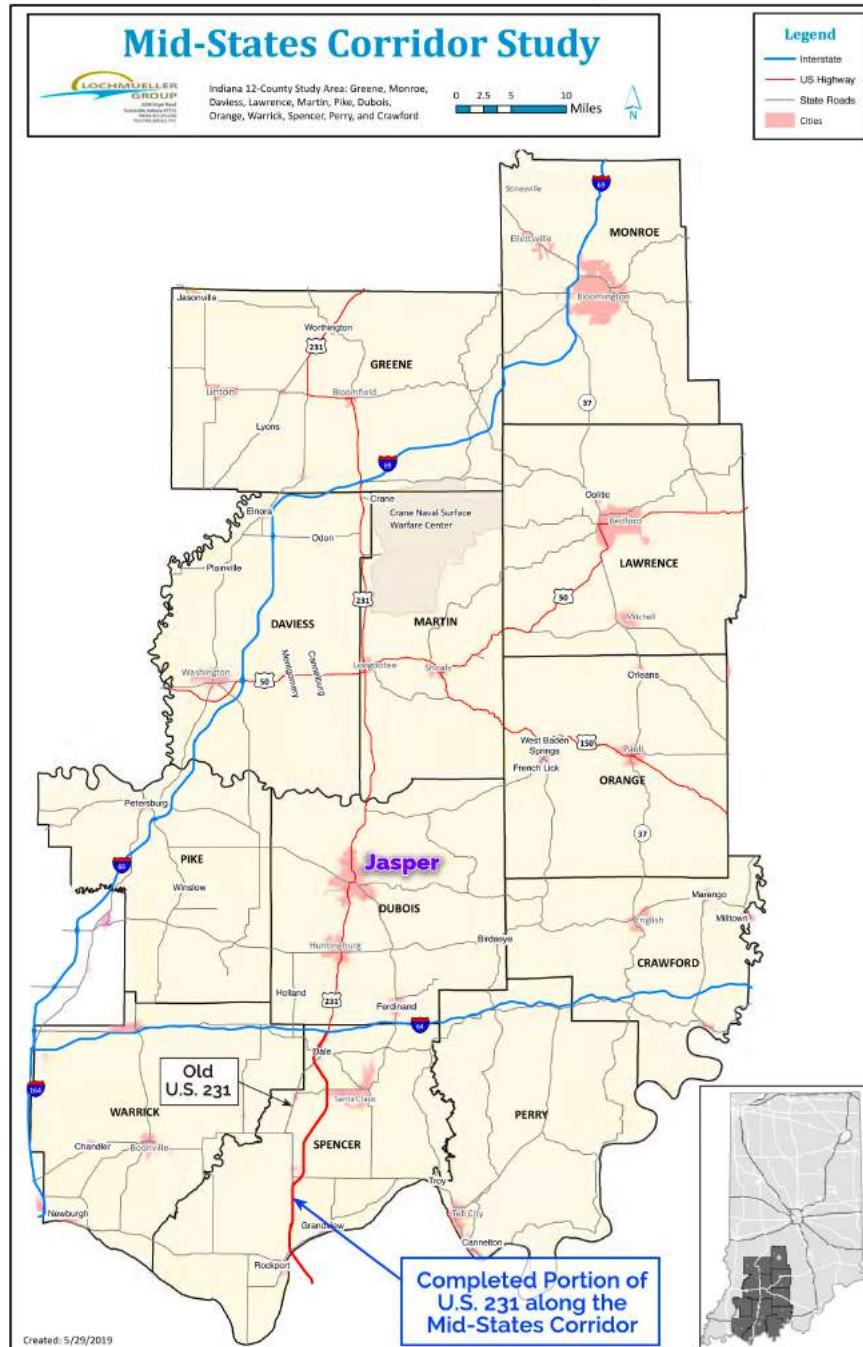 Mid-States Corridor Study
LOCHMUELLER
GROUP
Indiana 12-County Study Area: Greene, Monroe,
Daviess, Lawrence, Martin, Pike, Dubois,
Orange, Warrick, Spencer, Perry, and Crawford
0 2.5 5 10
Miles
N
Legend
Interstate
US Highway
State Roads
Cities
69
Stinesville
MONROE
Ellettsville
Bloomington
Jasonville
Worthington
231
GREENE
Linton
Bloomfield
Lyons
37
69
Crane
Oolitic
Elnora
Crane Naval Surface
Warfare Center
Bedford
Odon
LAWRENCE
Plainville
231
50
DAVIESS
MARTIN
Mitchell
Loogootee
Shoals
Washington
50
Montgomery
Cannelburg
Orleans
West Baden
Springs
150
Paoli
French Lick
ORANGE
Petersburg
37
PIKE
Jasper
69
Winslow
DUBOIS
Marengo
English
Milltown
Huntingburg
Birdseye
CRAWFORD
Holland
231
Ferdinand
64
Dale
Old
U.S. 231
164
Santa Claus
WARRICK
PERRY
Chandler
Boonville
SPENCER
Troy
Newburgh
Tell City
Grandview
Cannelton
Rockport
Completed Portion of
U.S. 231 along the
Mid-States Corridor
Created: 5/29/2019